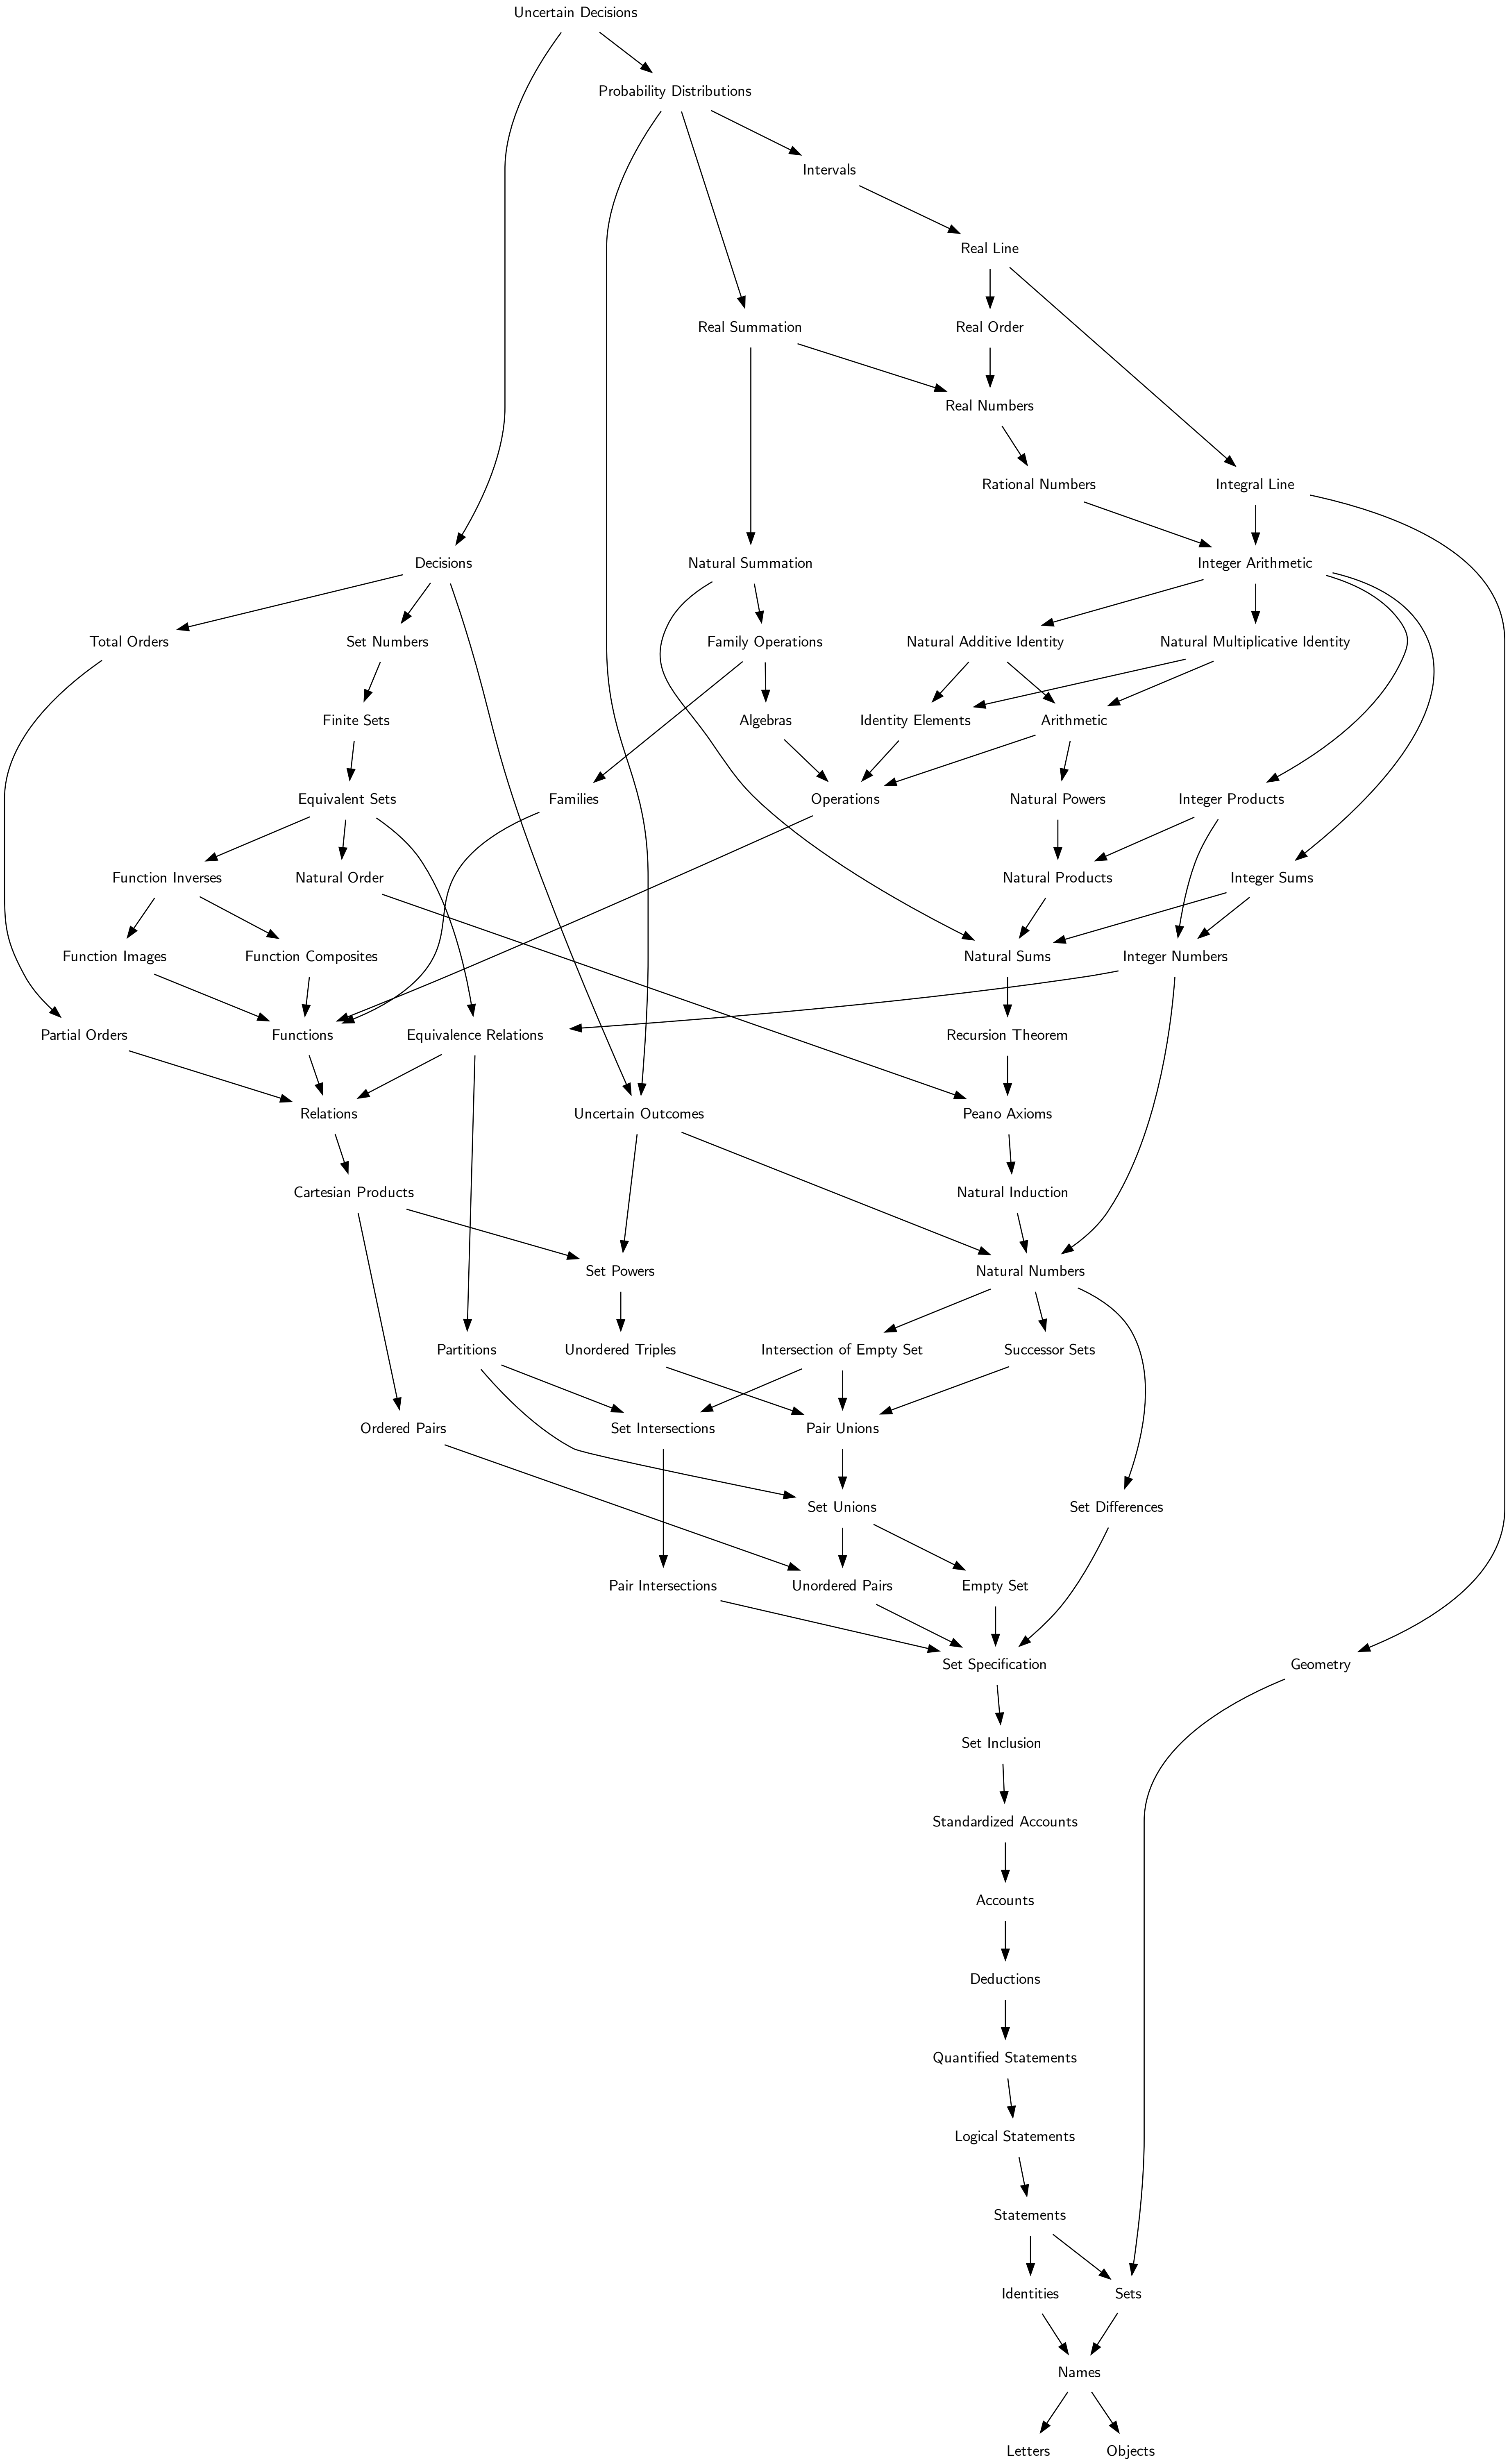 Uncertain Decisions
Probability Distributions
Intervals
Real Line
Real Summation
Real Order
Real Numbers
Rational Numbers
Integral Line
Decisions
Natural Summation
Integer Arithmetic
Total Orders
Set Numbers
Family Operations
Natural Additive Identity
Natural Multiplicative Identity
Finite Sets
Algebras
Identity Elements
Arithmetic
Equivalent Sets
Families
Operations
Natural Powers
Integer Products
Function Inverses
Natural Order
Natural Products
Integer Sums
Function Images
Function Composites
Natural Sums
Integer Numbers
Partial Orders
Functions
Equivalence Relations
Recursion Theorem
Relations
Uncertain Outcomes
Peano Axioms
Cartesian Products
Natural Induction
Set Powers
Natural Numbers
Partitions
Unordered Triples
Intersection of Empty Set
Successor Sets
Ordered Pairs
Set Intersections
Pair Unions
Set Unions
Set Differences
Pair Intersections
Unordered Pairs
Empty Set
Set Specification
Geometry
Set Inclusion
Standardized Accounts
Accounts
Deductions
Quantified Statements
Logical Statements
Statements
Identities
Sets
Names
Letters
Objects